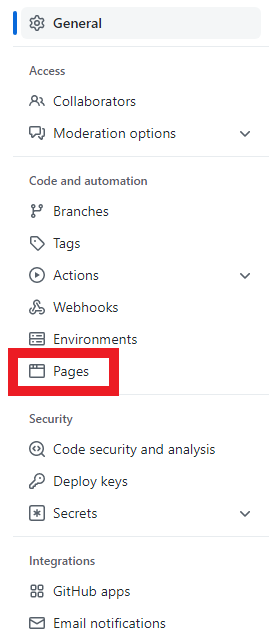 General
Access
Collaborators
Moderation options
Code and automation
Branches
Tags
Actions
Webhooks
Environments
Pages
Security
Code security and analysis
Deploy keys
Secrets
Integrations
GitHub apps
Email notifications